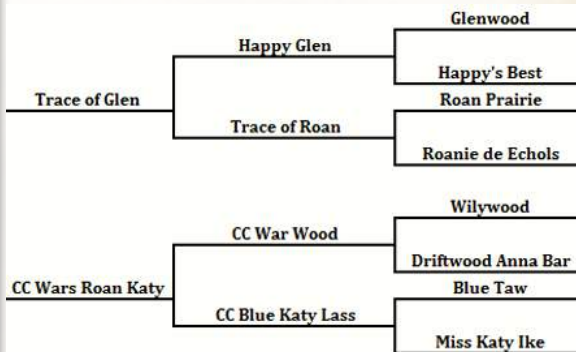 Glenwood
Happy Glen
Happy's Best
Trace of Glen
Roan Prairie
Trace of Roan
Roanie de Echols
Wilywood
CC War Wood
Driftwood Anna Bar
CC Wars Roan Katy
Blue Taw
CC Blue Katy Lass
Miss Katy Ike